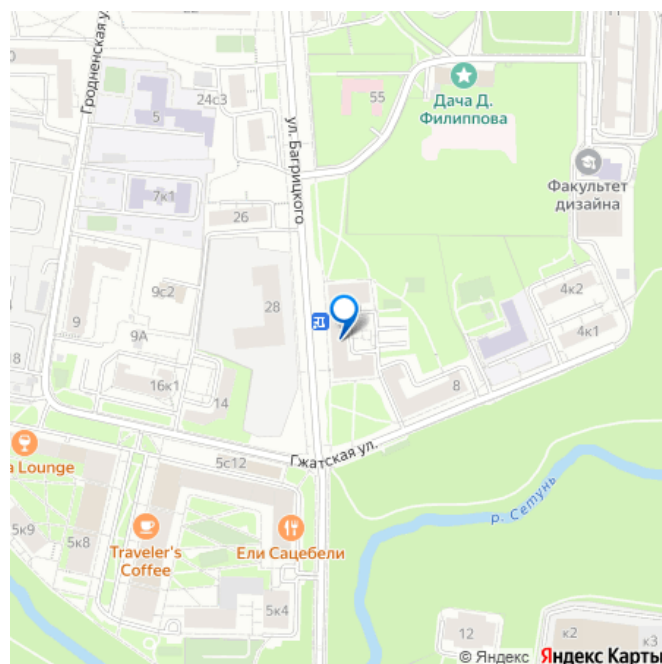 Гродненская у
24с3
5
55
Дача Д.
Филиппова
ул. Багрицкого
Факультет
дизайна
7к1
26
9с2
28
4к2
9
9А
4к1
18
16к1
14
8
Гжатская ул.
5с12
a Lounge
5к9
5к8
Traveler's
Coffee
Ели Сацебели
р. Сетунь
5к4
12
к2
к3
© Яндекс Яндекс Карты